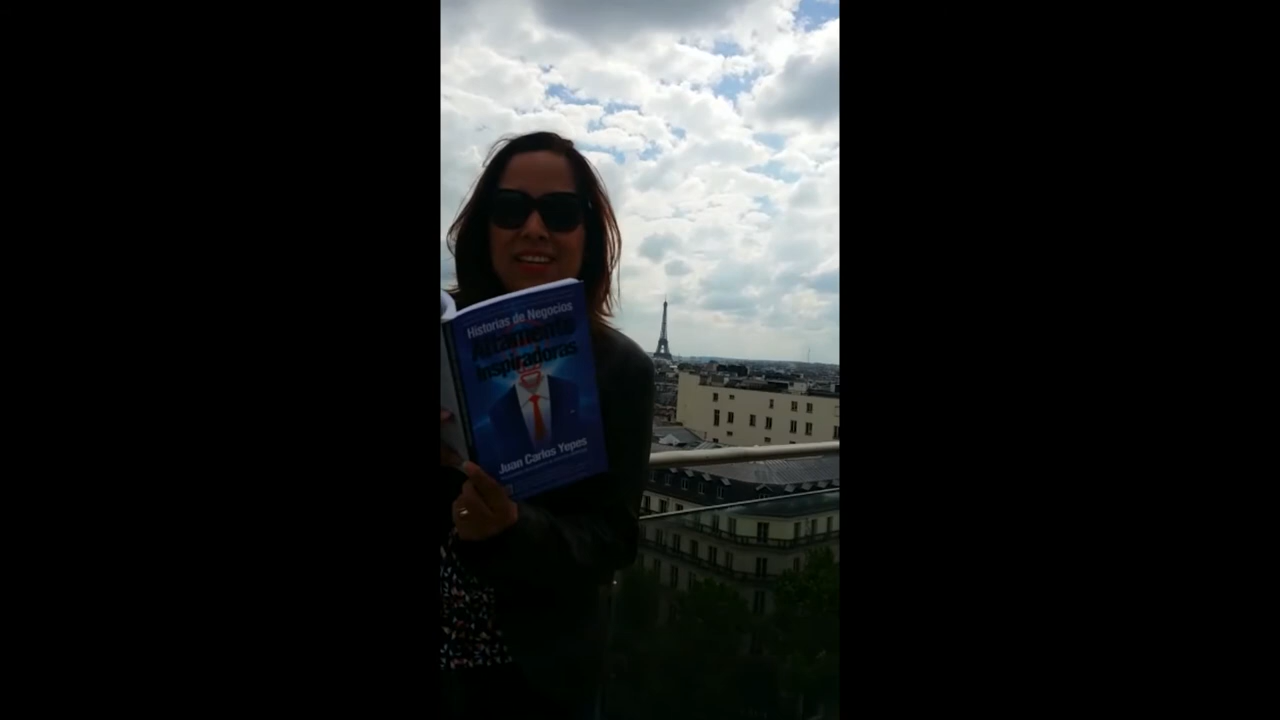 Historias de Negocios
Altamente
Inspiradoras
Juan Carlos Yepes